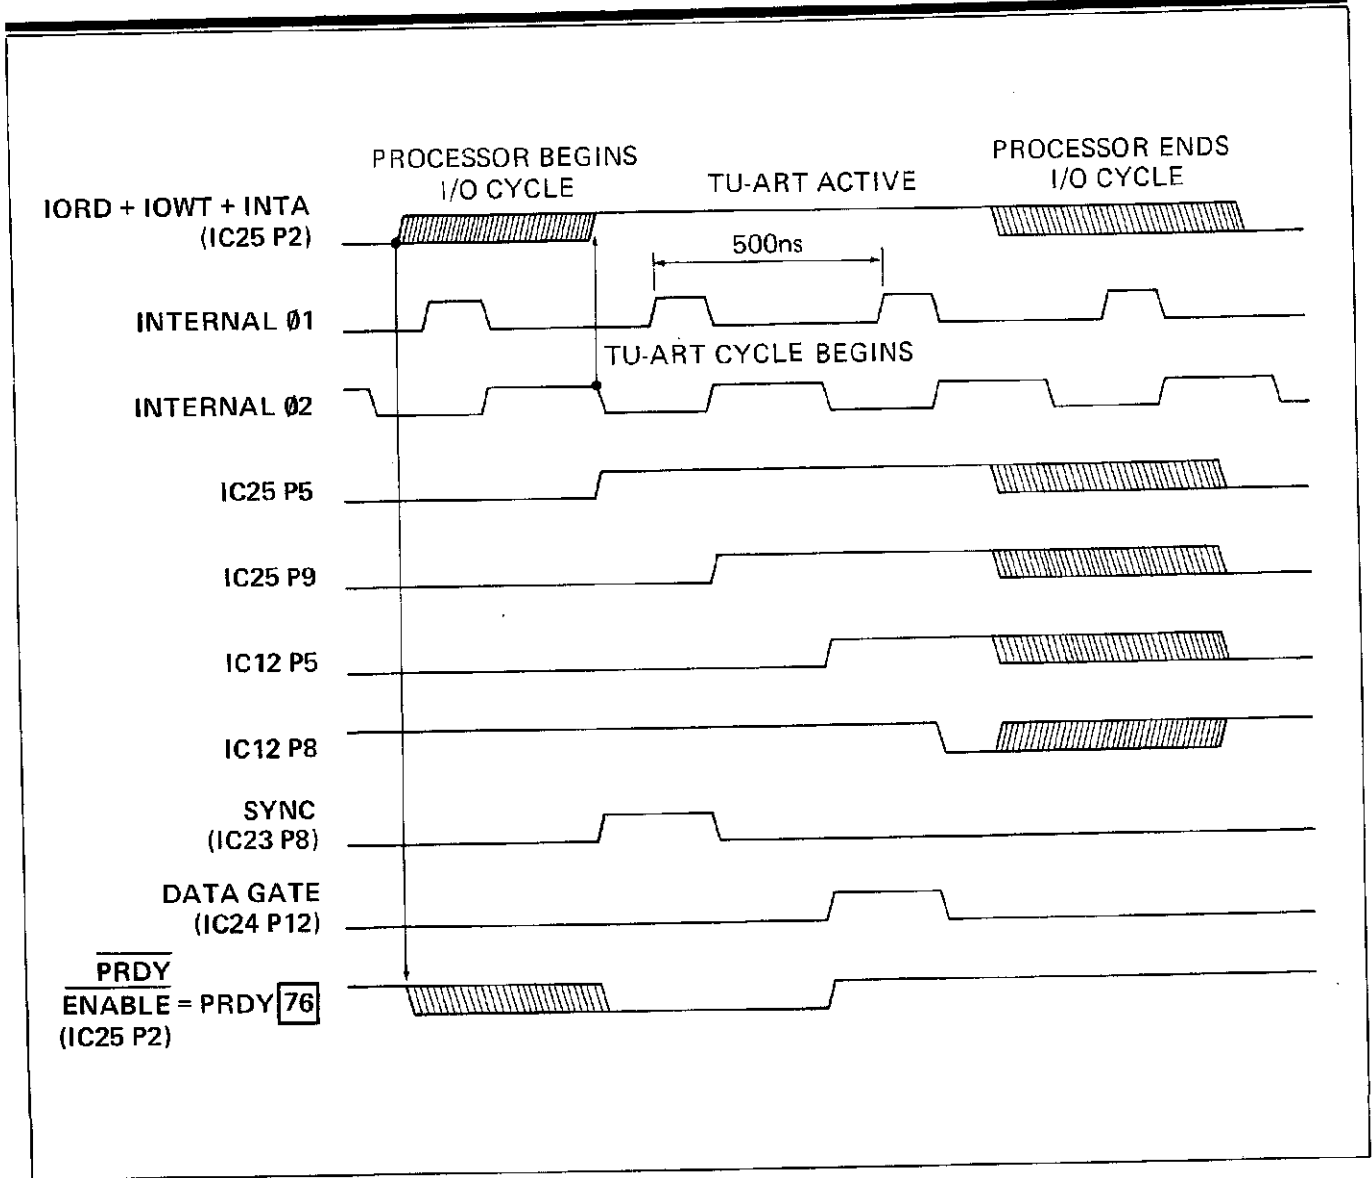 PROCESSOR BEGINS
I/O CYCLE
TU-ART ACTIVE
PROCESSOR ENDS
I/O CYCLE
IORD + IOWT + INTA
(IC25 P2)
500ns
INTERNAL Ø1
TU-ART CYCLE BEGINS
INTERNAL Ø2
IC25 P5
IC25 P9
IC12 P5
IC12 P8
SYNC
(IC23 P8)
DATA GATE
(IC24 P12)
PRDY
ENABLE = PRDY 76
(IC25 P2)